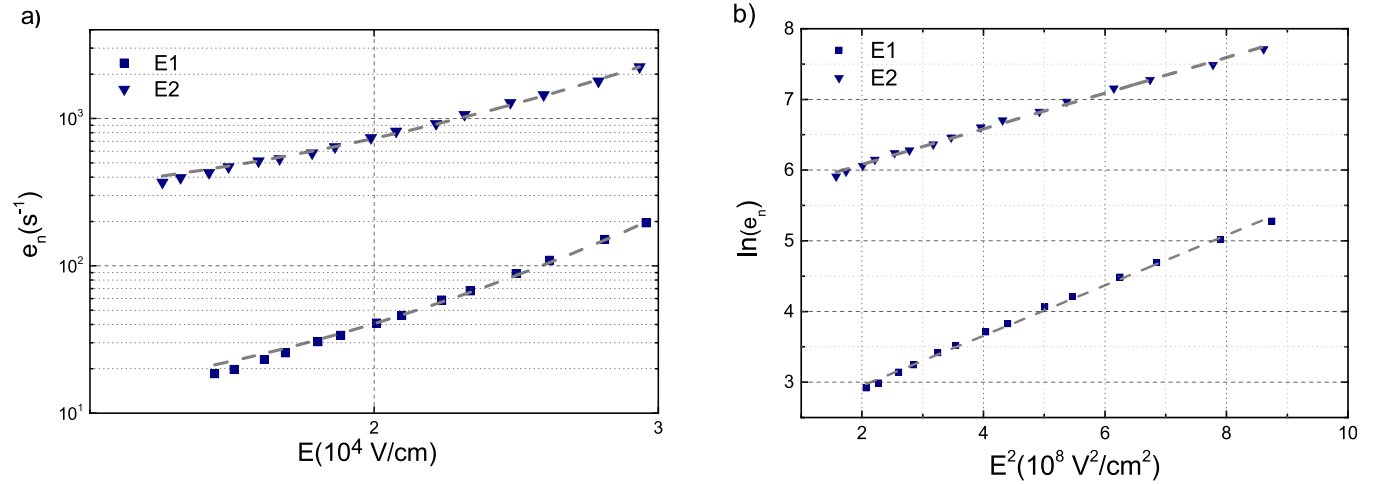 a)
E1
E2
10³
10²
10¹
eₙ(s⁻¹)
2
3
E(10⁴ V/cm)
b)
E1
E2
8
7
6
5
4
3
ln(eₙ)
2
4
6
8
10
E²(10⁸ V²/cm²)